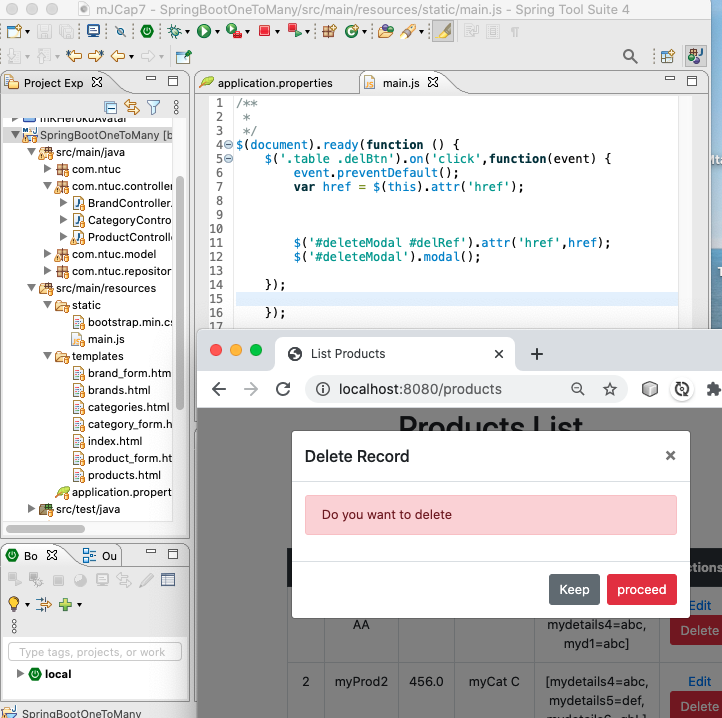 mJCap7 - SpringBootOneToMany/src/main/resources/static/main.js - Spring Tool Suite 4
Project Exp
SpringBootOneToMany [b
src/main/java
com.ntuc
com.ntuc.controller
BrandController.
CategoryContro
ProductControll
com.ntuc.model
com.ntuc.repositor
src/main/resources
static
bootstrap.min.cs
main.js
templates
brand_form.htm
brands.html
categories.html
category_form.h
index.html
product_form.ht
products.html
application.propert
src/test/java
application.properties
main.js
1 /**
2 *
3 */
4 $(document).ready(function () {
5 $('.table .delBtn').on('click',function(event) {
6 event.preventDefault();
7 var href = $(this).attr('href');
8
9
10
11 $('#deleteModal #delRef').attr('href',href);
12 $('#deleteModal').modal();
13
14 });
15
16 });
17
Bo
Ou
Type tags, projects, or work
local
SpringBootOneToMany
List Products
localhost:8080/products
Products List
Delete Record
Do you want to delete
Keep proceed
ctions
AA mydetails4=abc, Edit
myd1=abc] Delete
2 myProd2 456.0 myCat C [mydetails4=abc, Edit
mydetails5=def, Delete